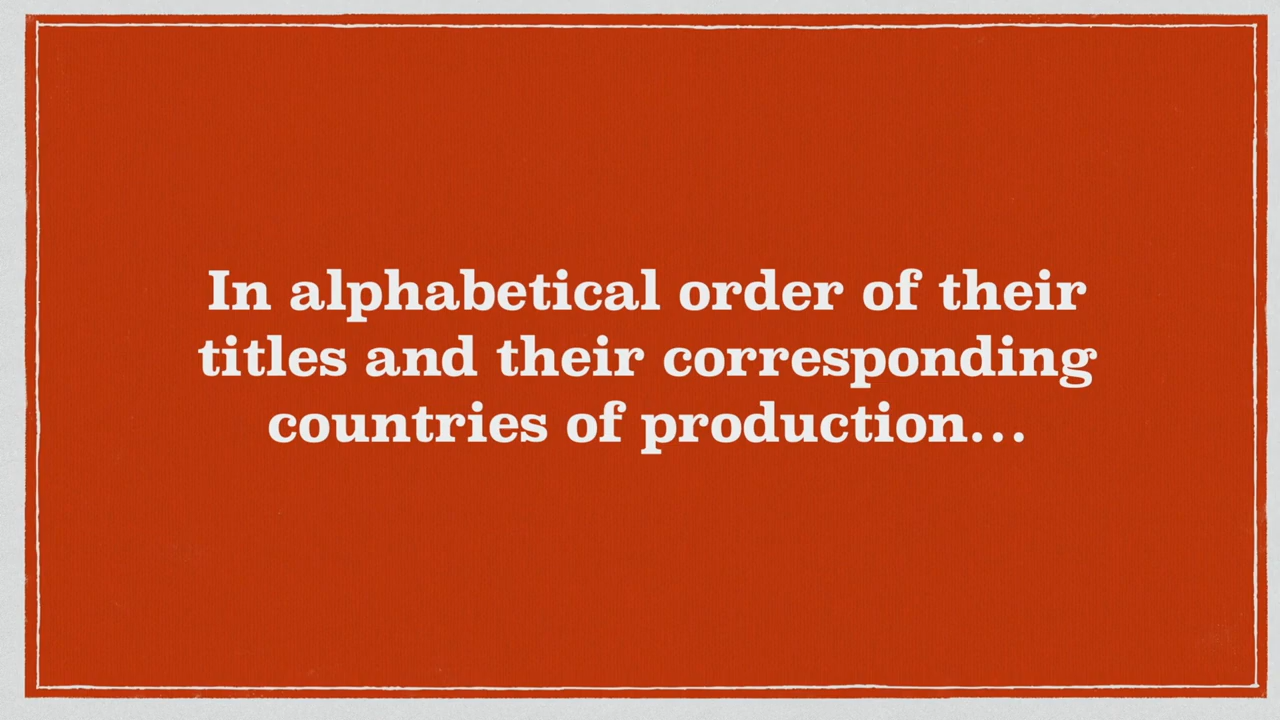 In alphabetical order of their
titles and their corresponding
countries of production…